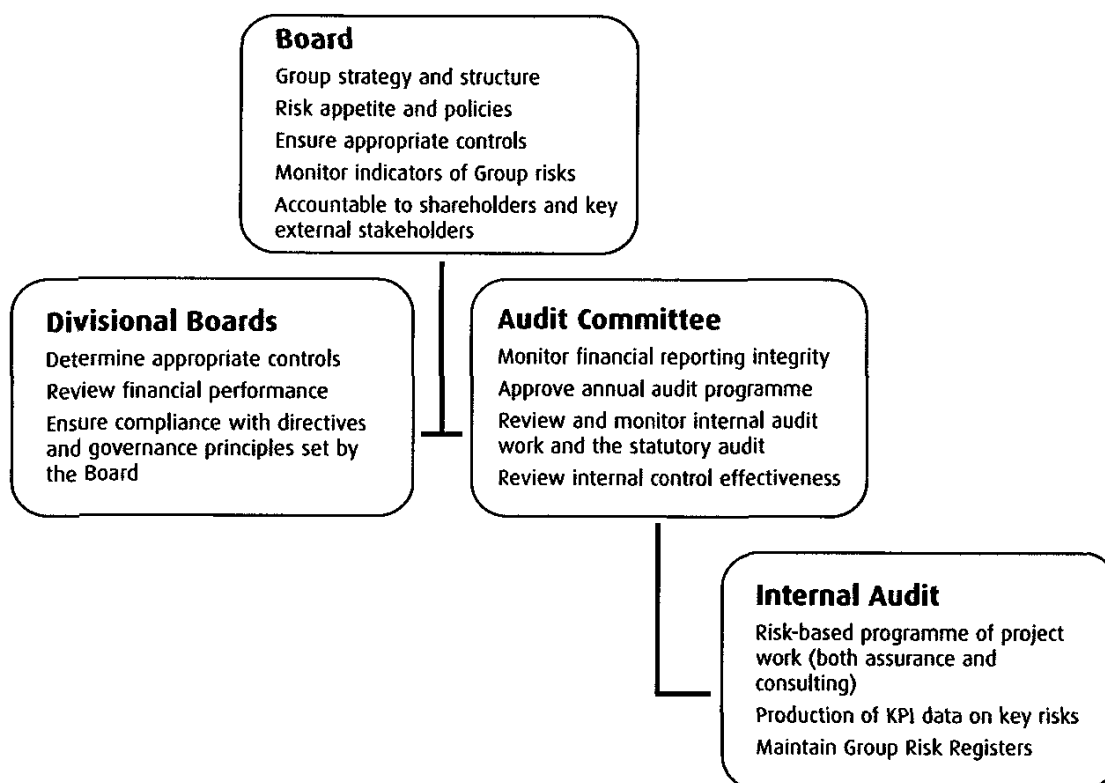 Board
Group strategy and structure
Risk appetite and policies
Ensure appropriate controls
Monitor indicators of Group risks
Accountable to shareholders and key
external stakeholders
Divisional Boards
Determine appropriate controls
Review financial performance
Ensure compliance with directives
and governance principles set by
the Board
Audit Committee
Monitor financial reporting integrity
Approve annual audit programme
Review and monitor internal audit
work and the statutory audit
Review internal control effectiveness
Internal Audit
Risk-based programme of project
work (both assurance and
consulting)
Production of KPI data on key risks
Maintain Group Risk Registers